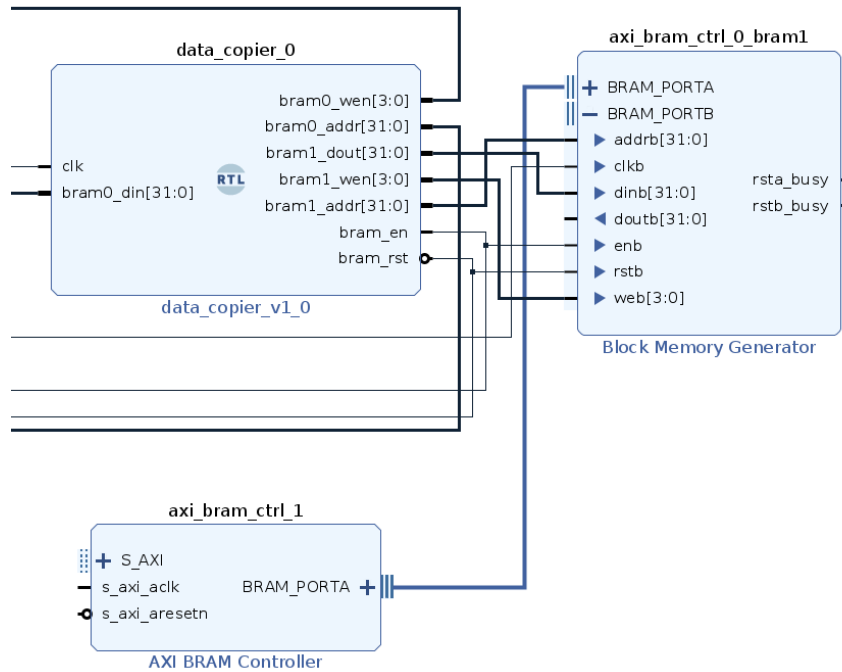 data_copier_0
bram0_wen[3:0]
bram0_addr[31:0]
bram1_dout[31:0]
clk
bram1_wen[3:0]
bram0_din[31:0]
RTL
bram1_addr[31:0]
bram_en
bram_rst
data_copier_v1_0
axi_bram_ctrl_0_bram1
BRAM_PORTA
BRAM_PORTB
addrb[31:0]
clkb
dinb[31:0]
rsta_busy
doutb[31:0]
rstb_busy
enb
rstb
web[3:0]
Block Memory Generator
axi_bram_ctrl_1
S_AXI
s_axi_aclk
BRAM_PORTA
s_axi_aresetn
AXI BRAM Controller